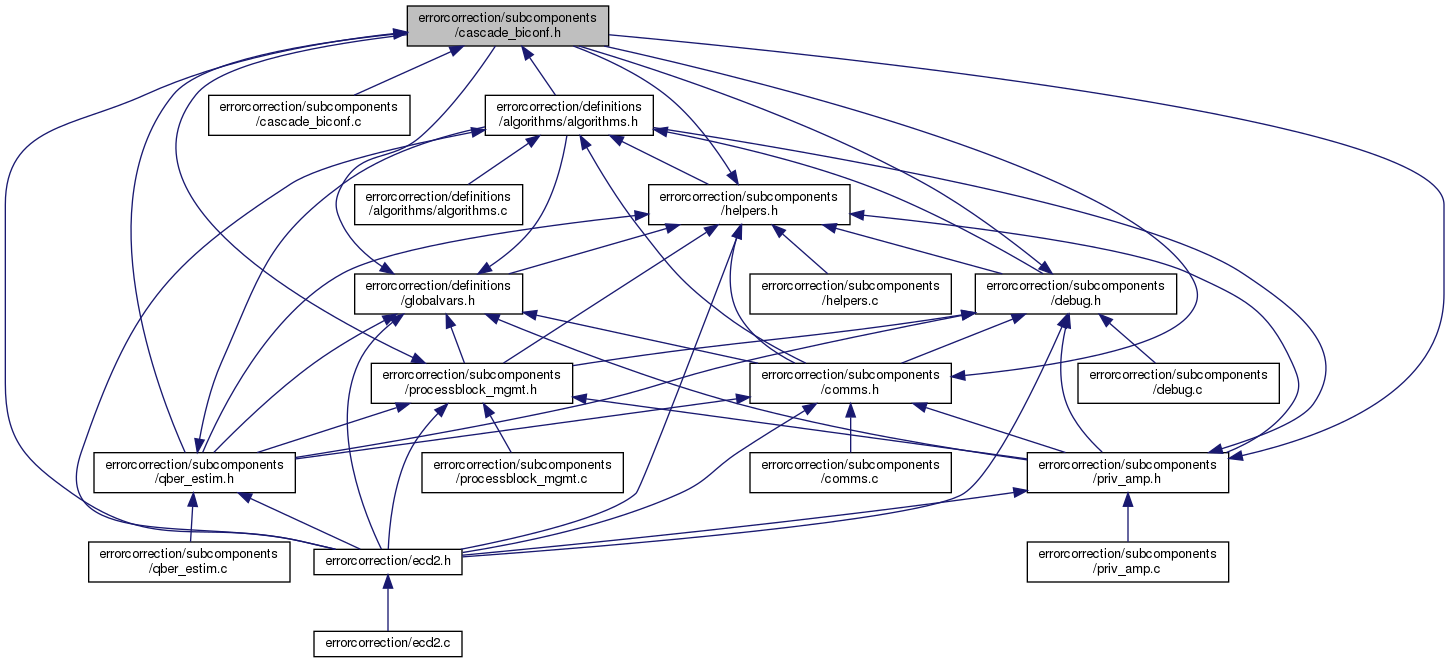 errorcorrection/subcomponents
/cascade_biconf.h
errorcorrection/subcomponents
/cascade_biconf.c
errorcorrection/definitions
/algorithms/algorithms.h
errorcorrection/definitions
/algorithms/algorithms.c
errorcorrection/subcomponents
/helpers.h
errorcorrection/definitions
/globalvars.h
errorcorrection/subcomponents
/helpers.c
errorcorrection/subcomponents
/debug.h
errorcorrection/subcomponents
/processblock_mgmt.h
errorcorrection/subcomponents
/comms.h
errorcorrection/subcomponents
/debug.c
errorcorrection/subcomponents
/qber_estim.h
errorcorrection/subcomponents
/processblock_mgmt.c
errorcorrection/subcomponents
/comms.c
errorcorrection/subcomponents
/priv_amp.h
errorcorrection/subcomponents
/qber_estim.c
errorcorrection/ecd2.h
errorcorrection/subcomponents
/priv_amp.c
errorcorrection/ecd2.c